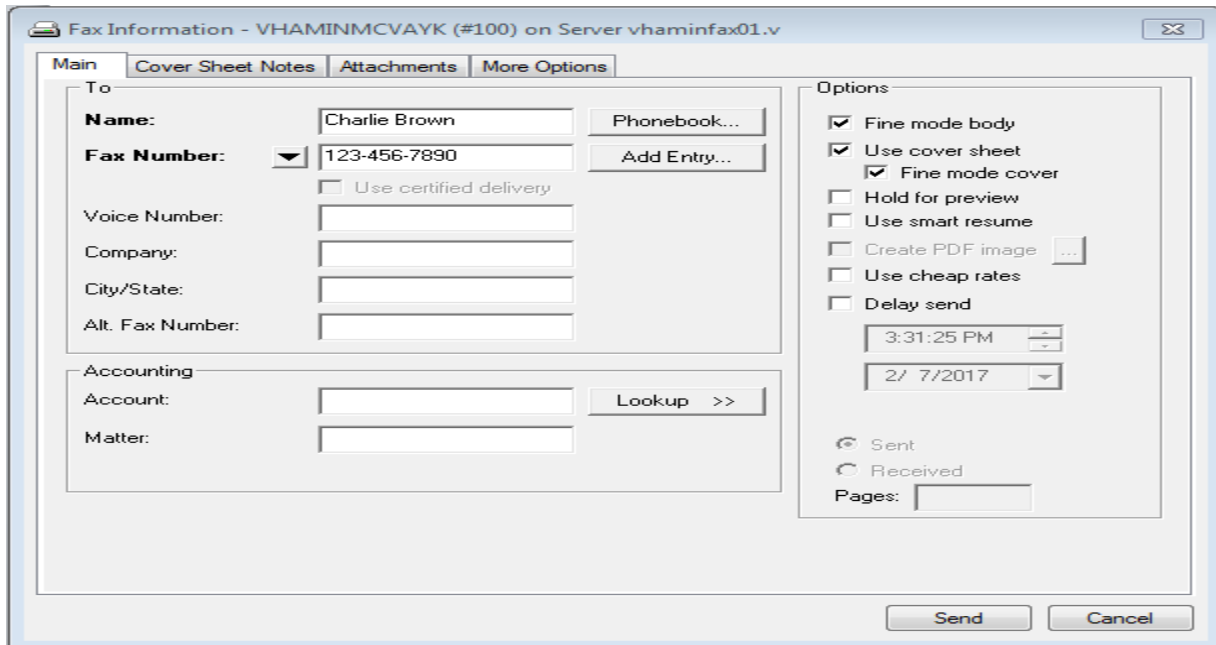 Fax Information - VHAMINMCVAYK (#100) on Server vhaminfax01.v
Main Cover Sheet Notes Attachments More Options
To
Name: Charlie Brown Phonebook...
Fax Number: 123-456-7890 Add Entry...
Use certified delivery
Voice Number:
Company:
City/State:
Alt. Fax Number:
Accounting
Account: Lookup >>
Matter:
Options
Fine mode body
Use cover sheet
Fine mode cover
Hold for preview
Use smart resume
Create PDF image ...
Use cheap rates
Delay send
3:31:25 PM
2/ 7/2017
Sent
Received
Pages:
Send Cancel